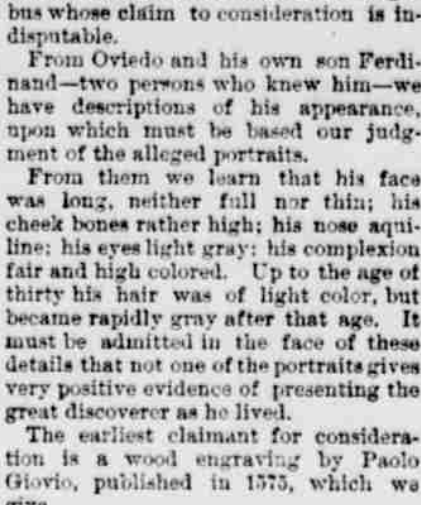 bus whose claim to consideration is in-
disputable.
From Oviedo and his own son Ferdi-
nand—two persons who knew him—we
have descriptions of his appearance,
upon which must be based our judg-
ment of the alleged portraits.
From them we learn that his face
was long, neither full nor thin; his
cheek bones rather high; his nose aqui-
line; his eyes light gray; his complexion
fair and high colored. Up to the age of
thirty his hair was of light color, but
became rapidly gray after that age. It
must be admitted in the face of these
details that not one of the portraits gives
very positive evidence of presenting the
great discoverer as he lived.
The earliest claimant for considera-
tion is a wood engraving by Paolo
Giovio, published in 1575, which we